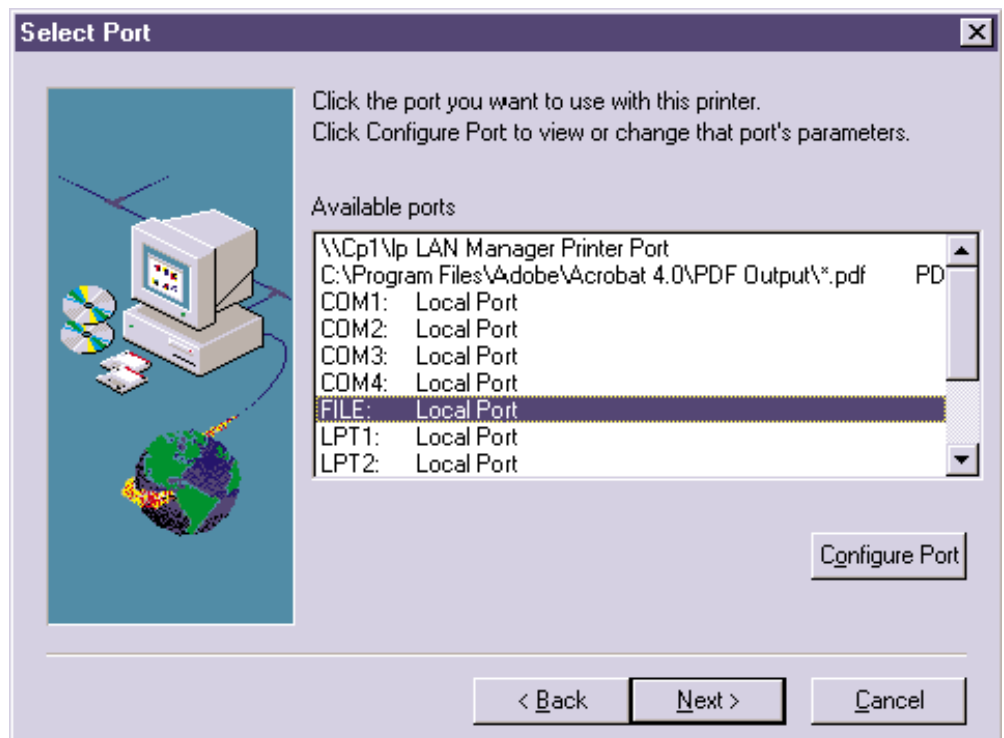 Select Port
Click the port you want to use with this printer.
Click Configure Port to view or change that port's parameters.
Available ports
\\Cp1\lp LAN Manager Printer Port
C:\Program Files\Adobe\Acrobat 4.0\PDF Output\*.pdf PD
COM1: Local Port
COM2: Local Port
COM3: Local Port
COM4: Local Port
FILE: Local Port
LPT1: Local Port
LPT2: Local Port
Configure Port
< Back
Next >
Cancel